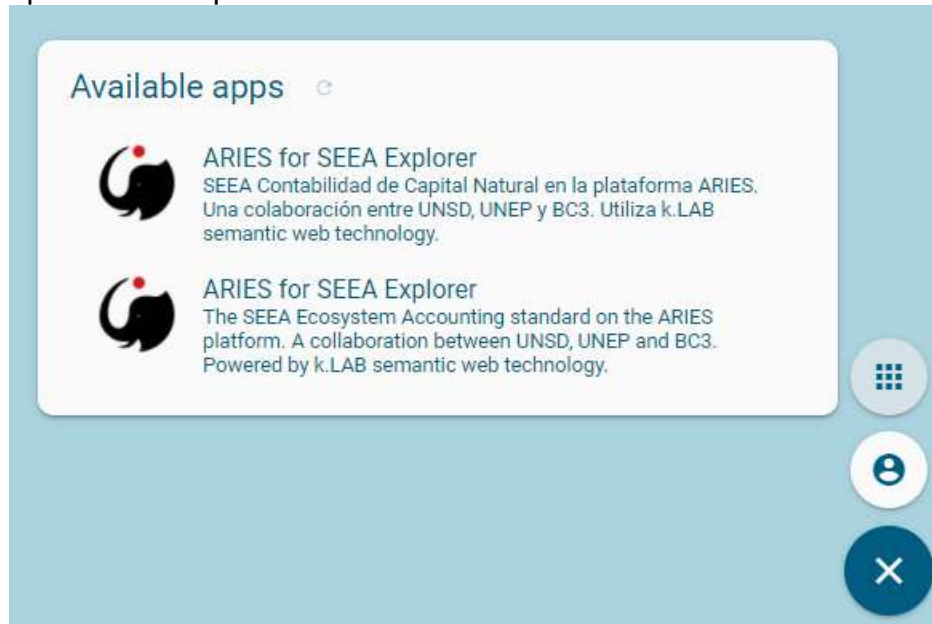 Available apps
ARIES for SEEA Explorer
SEEA Contabilidad de Capital Natural en la plataforma ARIES.
Una colaboración entre UNSD, UNEP y BC3. Utiliza k.LAB
semantic web technology.
ARIES for SEEA Explorer
The SEEA Ecosystem Accounting standard on the ARIES
platform. A collaboration between UNSD, UNEP and BC3.
Powered by k.LAB semantic web technology.